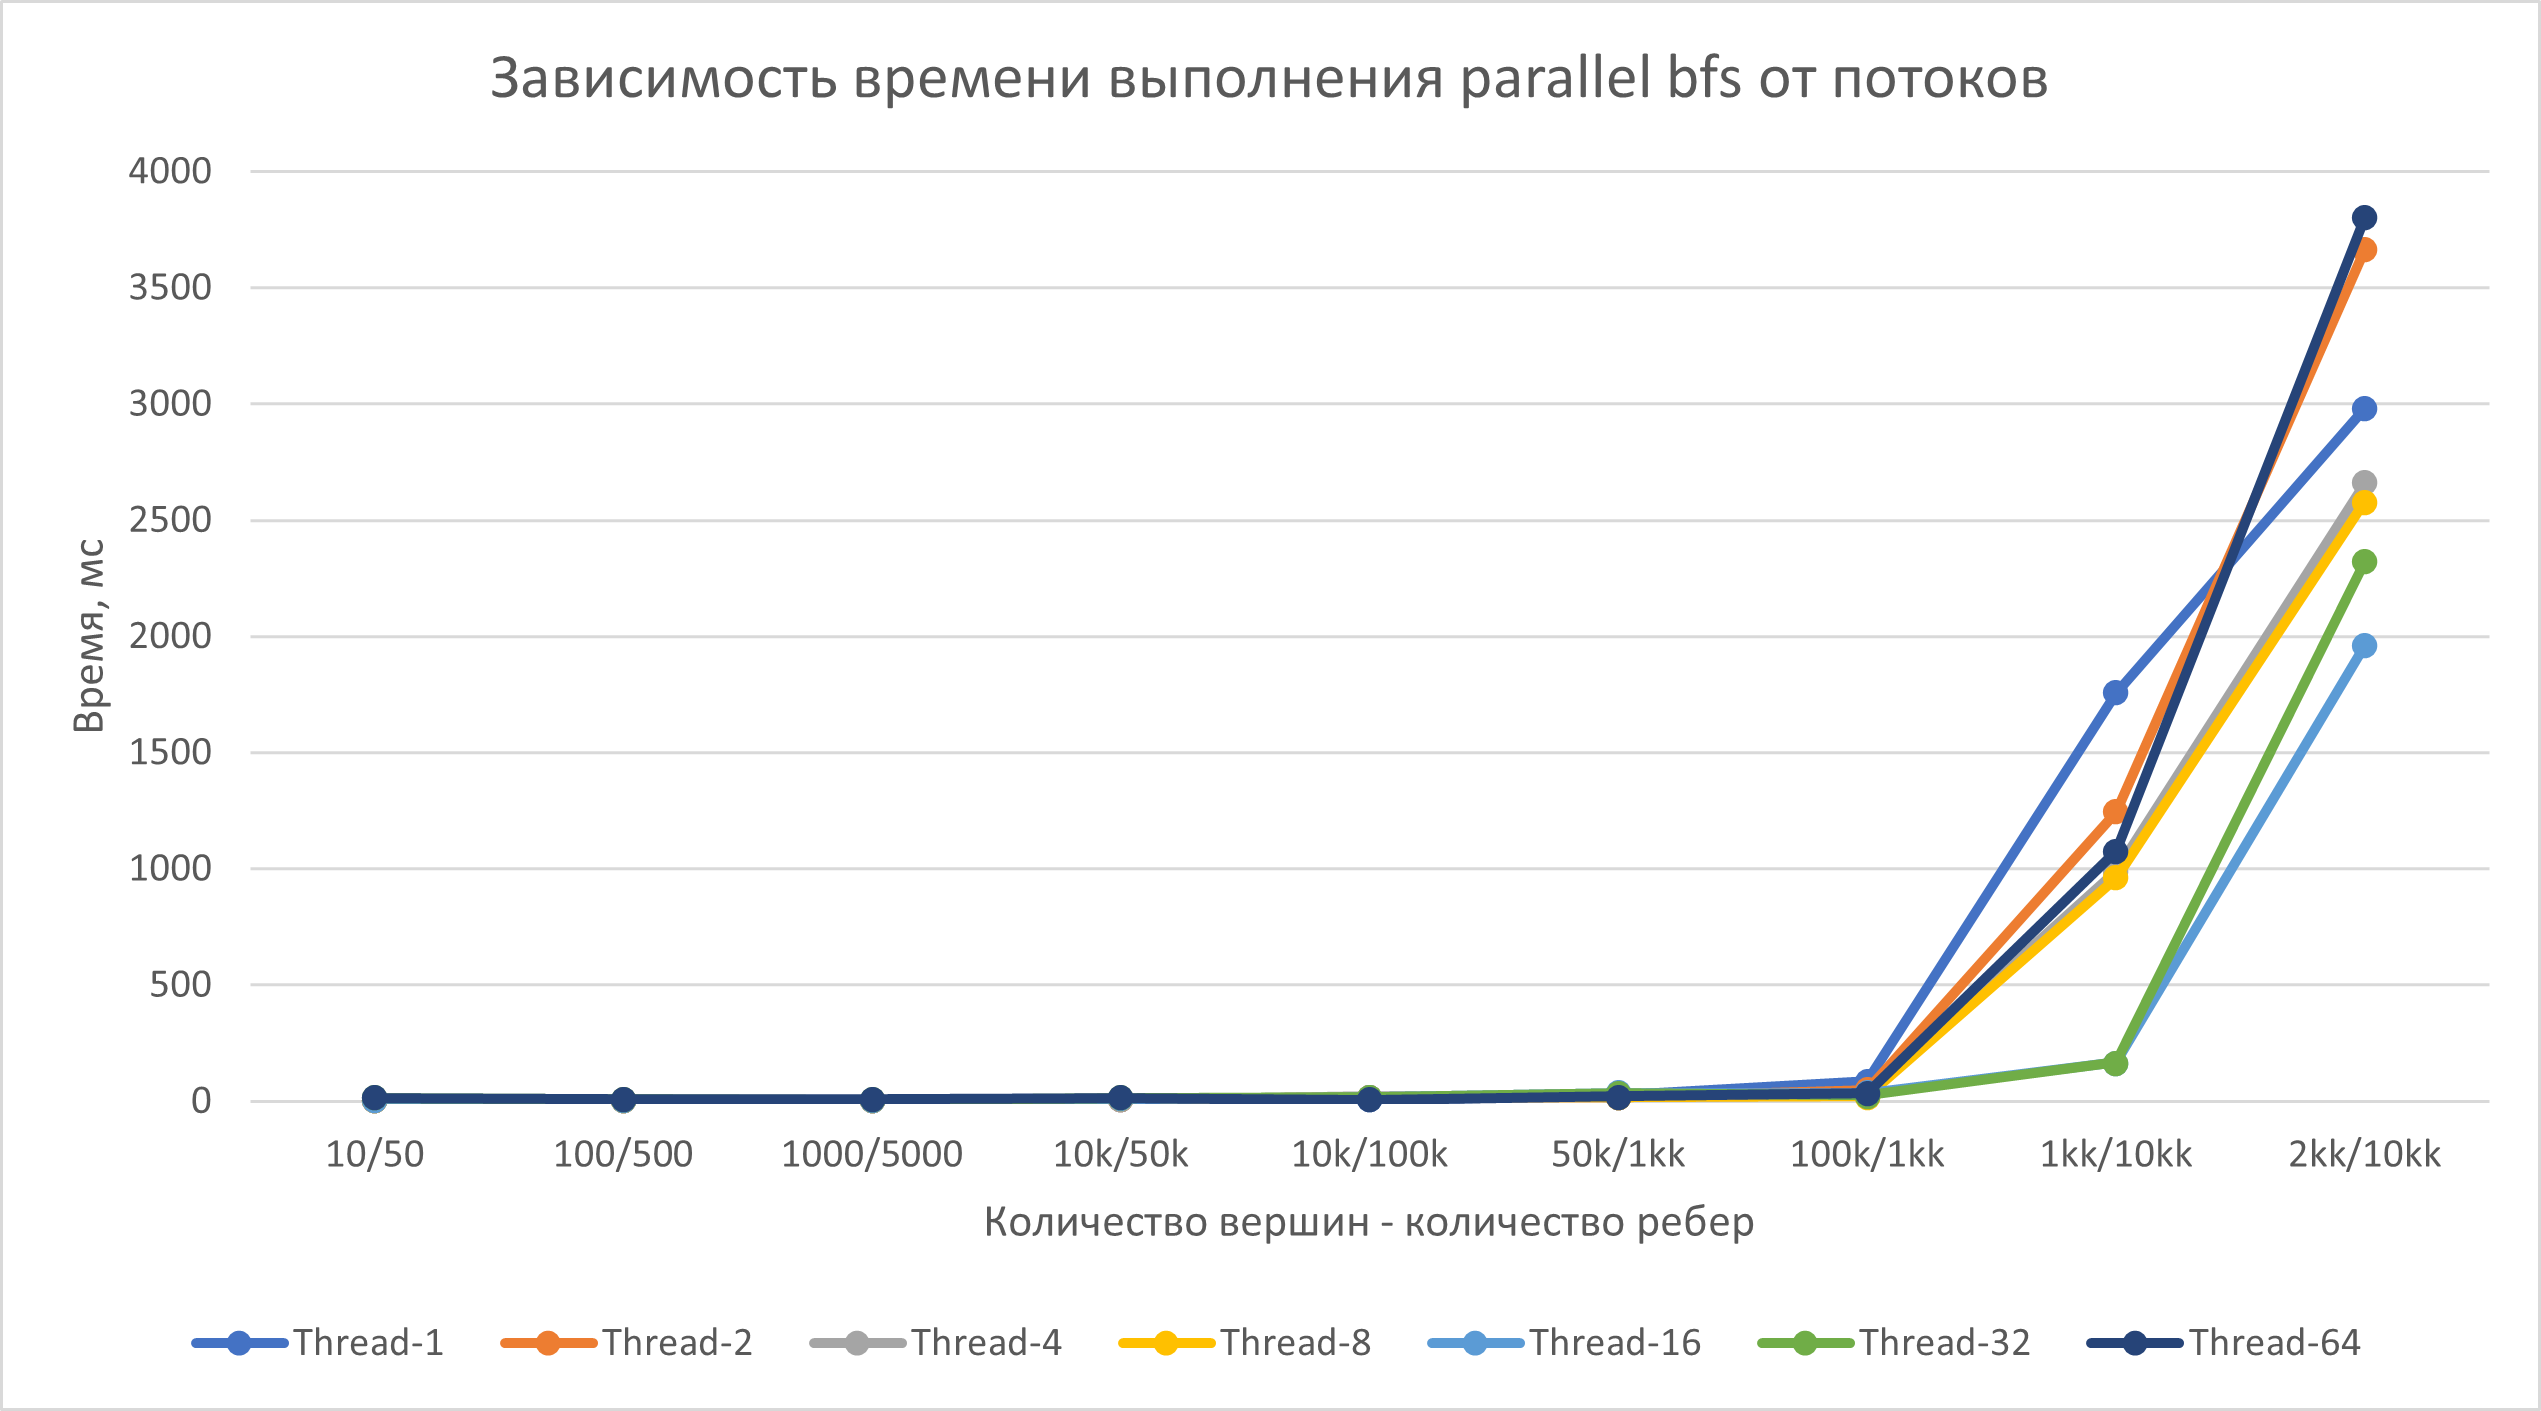 Зависимость времени выполнения parallel bfs от потоков
4000
3500
3000
2500
2000
1500
1000
500
0
Время, мс
10/50 100/500 1000/5000 10k/50k 10k/100k 50k/1kk 100k/1kk 1kk/10kk 2kk/10kk
Количество вершин - количество ребер
Thread-1 Thread-2 Thread-4 Thread-8 Thread-16 Thread-32 Thread-64